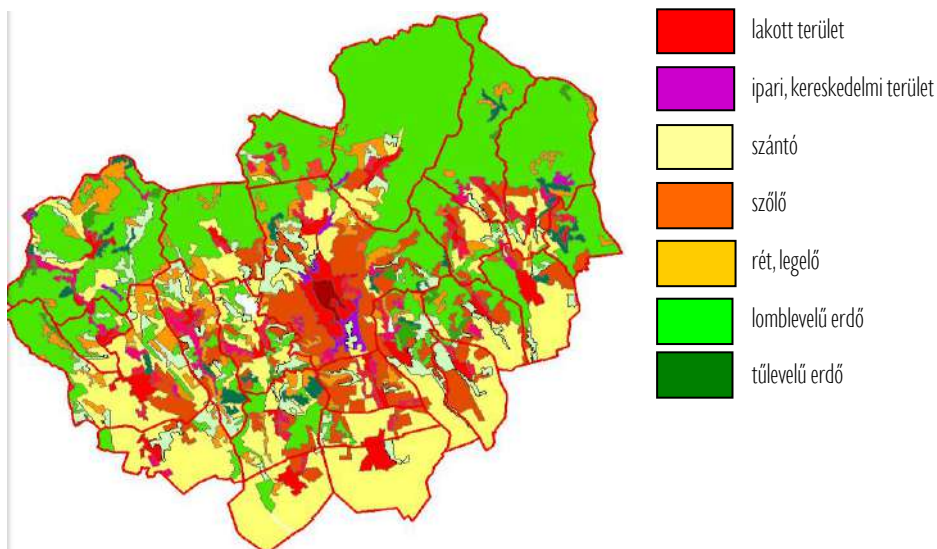 lakott terület
ipari, kereskedelmi terület
szántó
szőlő
rét, legelő
lomblevelű erdő
tűlevelű erdő